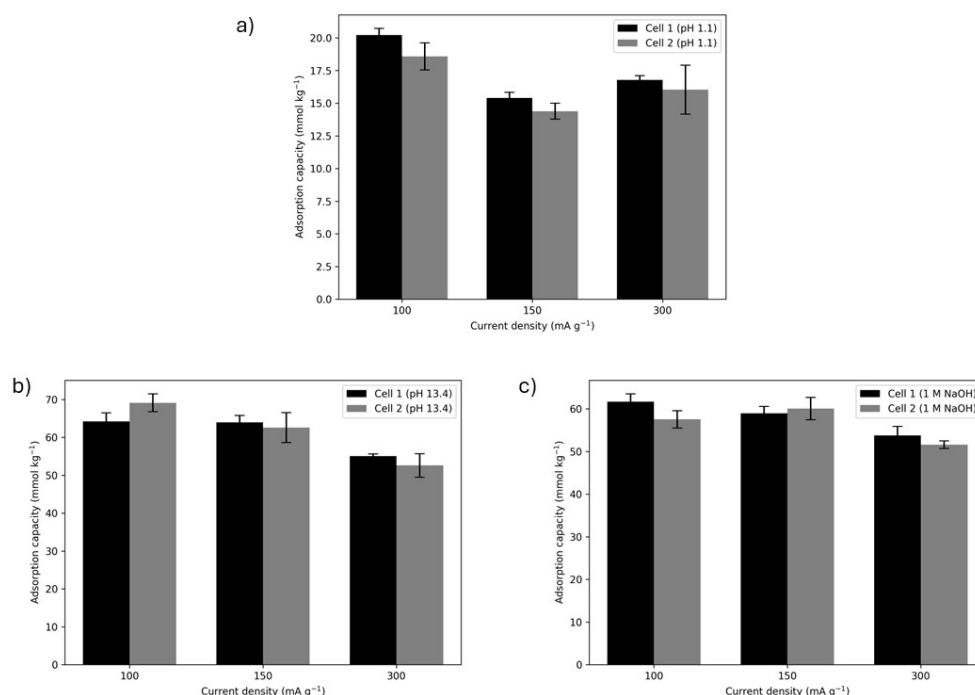 a)
Cell 1 (pH 1.1)
Cell 2 (pH 1.1)
Adsorption capacity (mmol kg⁻¹)
20.0
17.5
15.0
12.5
10.0
7.5
5.0
2.5
0.0
100 150 300
Current density (mA g⁻¹)
b)
Cell 1 (pH 13.4)
Cell 2 (pH 13.4)
Adsorption capacity (mmol kg⁻¹)
70
60
50
40
30
20
10
0
100 150 300
Current density (mA g⁻¹)
c)
Cell 1 (1 M NaOH)
Cell 2 (1 M NaOH)
Adsorption capacity (mmol kg⁻¹)
60
50
40
30
20
10
0
100 150 300
Current density (mA g⁻¹)